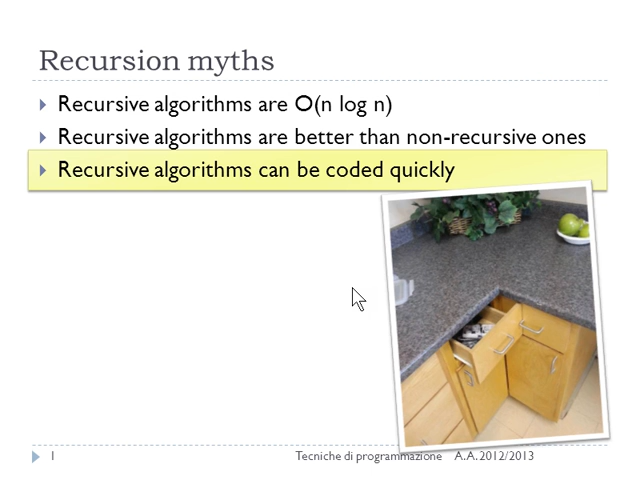 Recursion myths
Recursive algorithms are O(n log n)
Recursive algorithms are better than non-recursive ones
Recursive algorithms can be coded quickly
1 Tecniche di programmazione A.A. 2012/2013